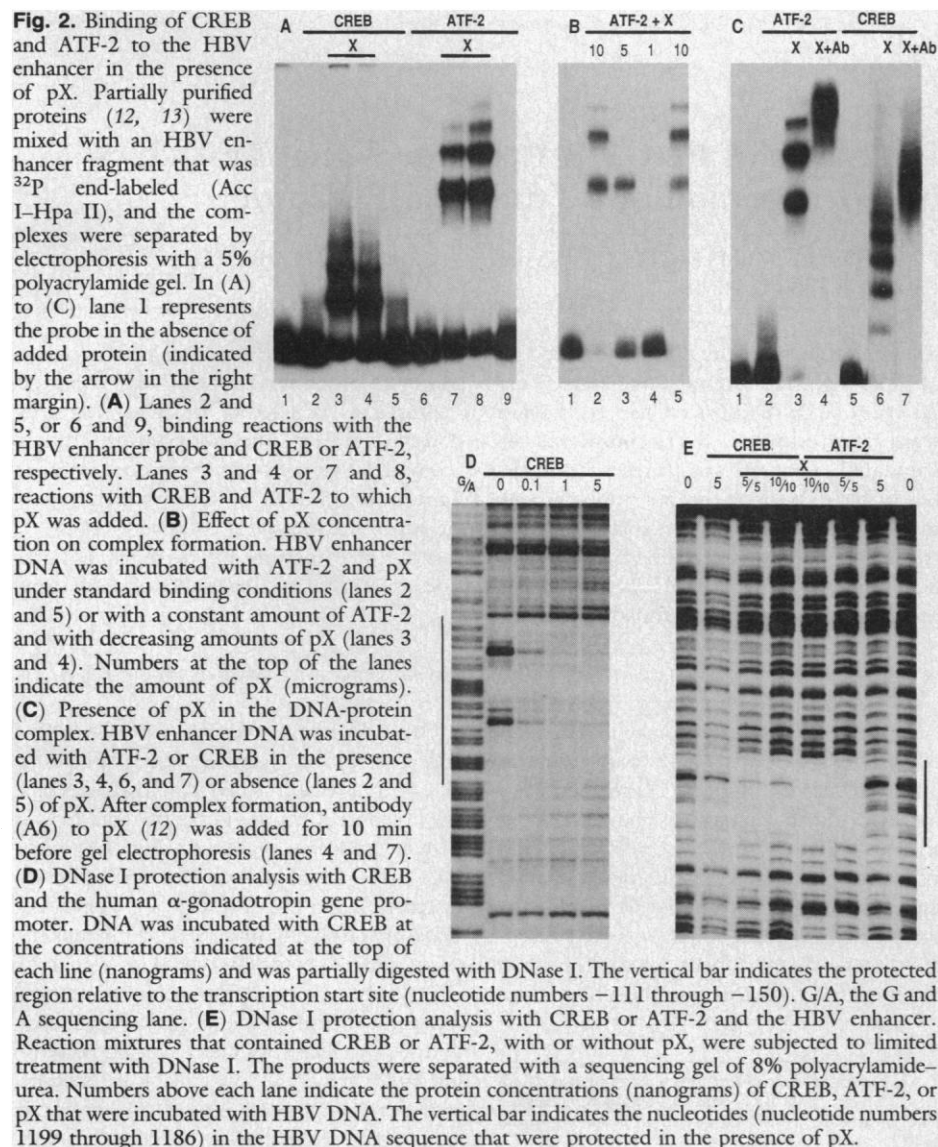 Fig. 2. Binding of CREB
and ATF-2 to the HBV
enhancer in the presence
of pX. Partially purified
proteins (12, 13) were
mixed with an HBV en-
hancer fragment that was
³²P end-labeled (Acc
I–Hpa II), and the com-
plexes were separated by
electrophoresis with a 5%
polyacrylamide gel. In (A)
to (C) lane 1 represents
the probe in the absence of
added protein (indicated
by the arrow in the right
margin). (A) Lanes 2 and
5, or 6 and 9, binding reactions with the
HBV enhancer probe and CREB or ATF-2,
respectively. Lanes 3 and 4 or 7 and 8,
reactions with CREB and ATF-2 to which
pX was added. (B) Effect of pX concentra-
tion on complex formation. HBV enhancer
DNA was incubated with ATF-2 and pX
under standard binding conditions (lanes 2
and 5) or with a constant amount of ATF-2
and with decreasing amounts of pX (lanes 3
and 4). Numbers at the top of the lanes
indicate the amount of pX (micrograms).
(C) Presence of pX in the DNA-protein
complex. HBV enhancer DNA was incubat-
ed with ATF-2 or CREB in the presence
(lanes 3, 4, 6, and 7) or absence (lanes 2 and
5) of pX. After complex formation, antibody
(A6) to pX (12) was added for 10 min
before gel electrophoresis (lanes 4 and 7).
(D) DNase I protection analysis with CREB
and the human α-gonadotropin gene pro-
moter. DNA was incubated with CREB at
the concentrations indicated at the top of
each line (nanograms) and was partially digested with DNase I. The vertical bar indicates the protected
region relative to the transcription start site (nucleotide numbers −111 through −150). G/A, the G and
A sequencing lane. (E) DNase I protection analysis with CREB or ATF-2 and the HBV enhancer.
Reaction mixtures that contained CREB or ATF-2, with or without pX, were subjected to limited
treatment with DNase I. The products were separated with a sequencing gel of 8% polyacrylamide–
urea. Numbers above each lane indicate the protein concentrations (nanograms) of CREB, ATF-2, or
pX that were incubated with HBV DNA. The vertical bar indicates the nucleotides (nucleotide numbers
1199 through 1186) in the HBV DNA sequence that were protected in the presence of pX.
A CREB ATF-2
X X
1 2 3 4 5 6 7 8 9
B ATF-2 + X
10 5 1 10
1 2 3 4 5
C ATF-2 CREB
X X+Ab X X+Ab
1 2 3 4 5 6 7
D CREB
G/A 0 0.1 1 5
E CREB ATF-2
X
0 5 5/5 10/10 10/10 5/5 5 0